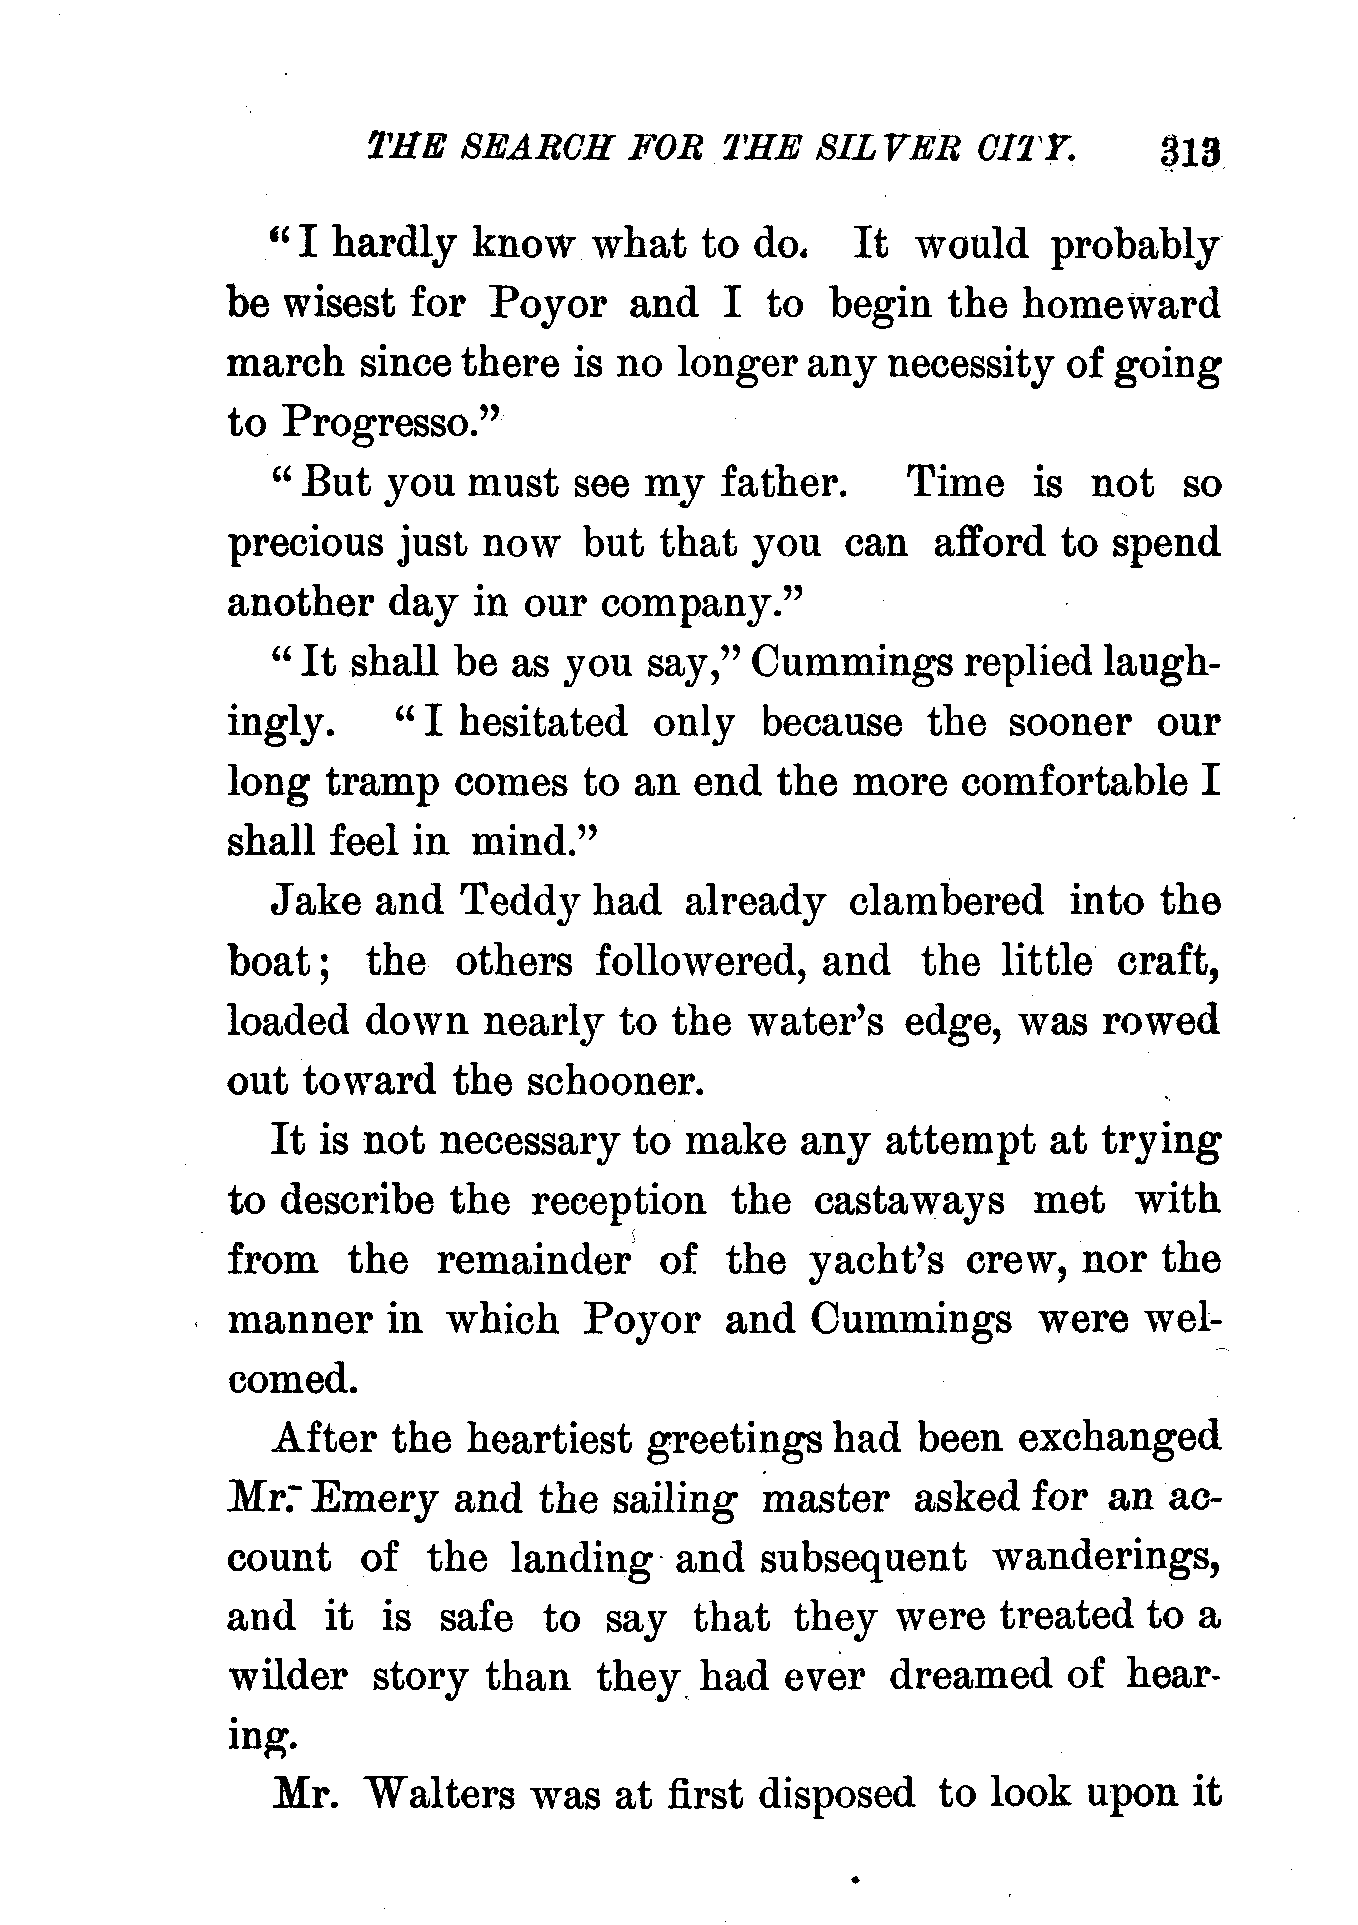 THE SEARCH FOR THE SILVER CITY. 313
“I hardly know what to do. It would probably
be wisest for Poyor and I to begin the homeward
march since there is no longer any necessity of going
to Progresso.”
“But you must see my father. Time is not so
precious just now but that you can afford to spend
another day in our company.”
“It shall be as you say,” Cummings replied laugh-
ingly. “I hesitated only because the sooner our
long tramp comes to an end the more comfortable I
shall feel in mind.”
Jake and Teddy had already clambered into the
boat; the others followered, and the little craft,
loaded down nearly to the water’s edge, was rowed
out toward the schooner.
It is not necessary to make any attempt at trying
to describe the reception the castaways met with
from the remainder of the yacht’s crew, nor the
manner in which Poyor and Cummings were wel-
comed.
After the heartiest greetings had been exchanged
Mr. Emery and the sailing master asked for an ac-
count of the landing and subsequent wanderings,
and it is safe to say that they were treated to a
wilder story than they had ever dreamed of hear-
ing.
Mr. Walters was at first disposed to look upon it